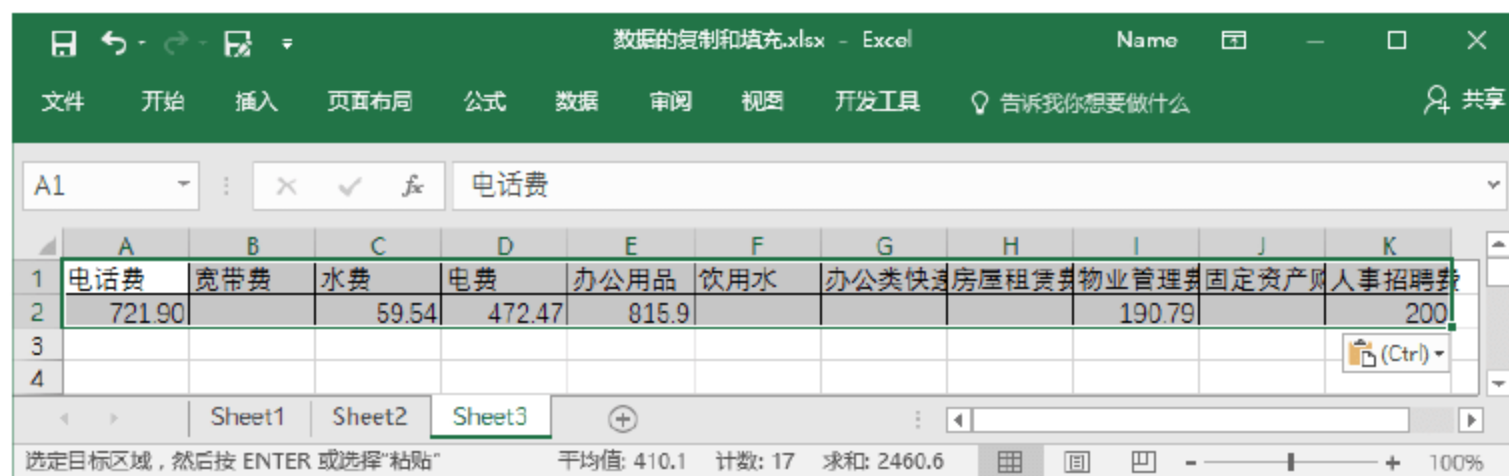 数据的复制和填充.xlsx - Excel Name
文件 开始 插入 页面布局 公式 数据 审阅 视图 开发工具 告诉我你想要做什么 共享
A1 fx 电话费
A B C D E F G H I J K
1 电话费 宽带费 水费 电费 办公用品 饮用水 办公类快 房屋租赁 物业管理 固定资产 人事招聘费
2 721.90 59.54 472.47 815.9 190.79 200
3 (Ctrl)
4
Sheet1 Sheet2 Sheet3
选定目标区域，然后按 ENTER 或选择"粘贴" 平均值: 410.1 计数: 17 求和: 2460.6 100%